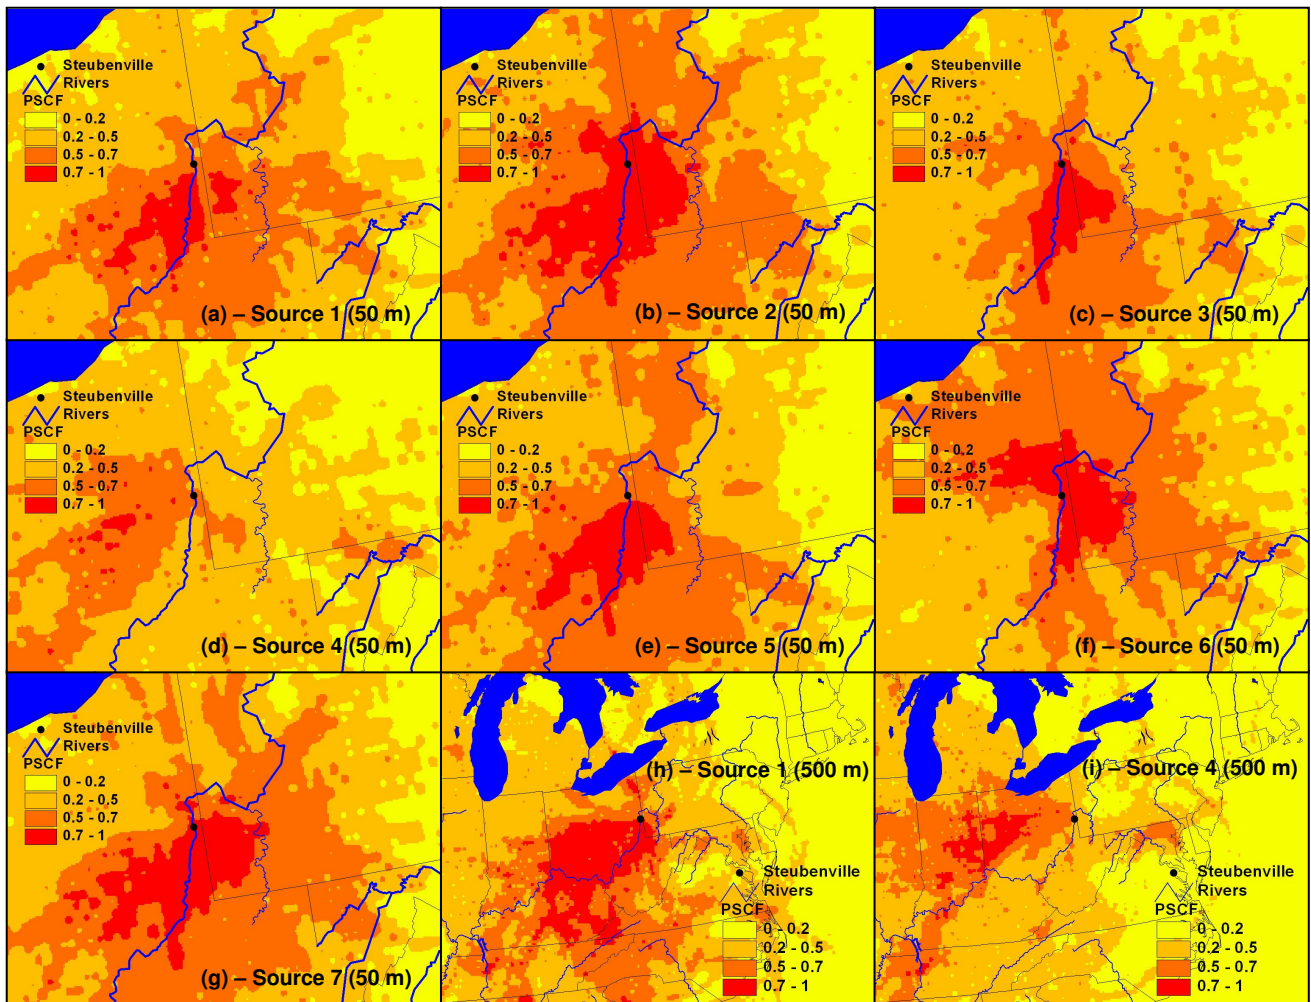 Steubenville
Rivers
PSCF
0 - 0.2
0.2 - 0.5
0.5 - 0.7
0.7 - 1
(a) – Source 1 (50 m)
Steubenville
Rivers
PSCF
0 - 0.2
0.2 - 0.5
0.5 - 0.7
0.7 - 1
(b) – Source 2 (50 m)
Steubenville
Rivers
PSCF
0 - 0.2
0.2 - 0.5
0.5 - 0.7
0.7 - 1
(c) – Source 3 (50 m)
Steubenville
Rivers
PSCF
0 - 0.2
0.2 - 0.5
0.5 - 0.7
0.7 - 1
(d) – Source 4 (50 m)
Steubenville
Rivers
PSCF
0 - 0.2
0.2 - 0.5
0.5 - 0.7
0.7 - 1
(e) – Source 5 (50 m)
Steubenville
Rivers
PSCF
0 - 0.2
0.2 - 0.5
0.5 - 0.7
0.7 - 1
(f) – Source 6 (50 m)
Steubenville
Rivers
PSCF
0 - 0.2
0.2 - 0.5
0.5 - 0.7
0.7 - 1
(g) – Source 7 (50 m)
(h) – Source 1 (500 m)
Steubenville
Rivers
PSCF
0 - 0.2
0.2 - 0.5
0.5 - 0.7
0.7 - 1
(i) – Source 4 (500 m)
Steubenville
Rivers
PSCF
0 - 0.2
0.2 - 0.5
0.5 - 0.7
0.7 - 1